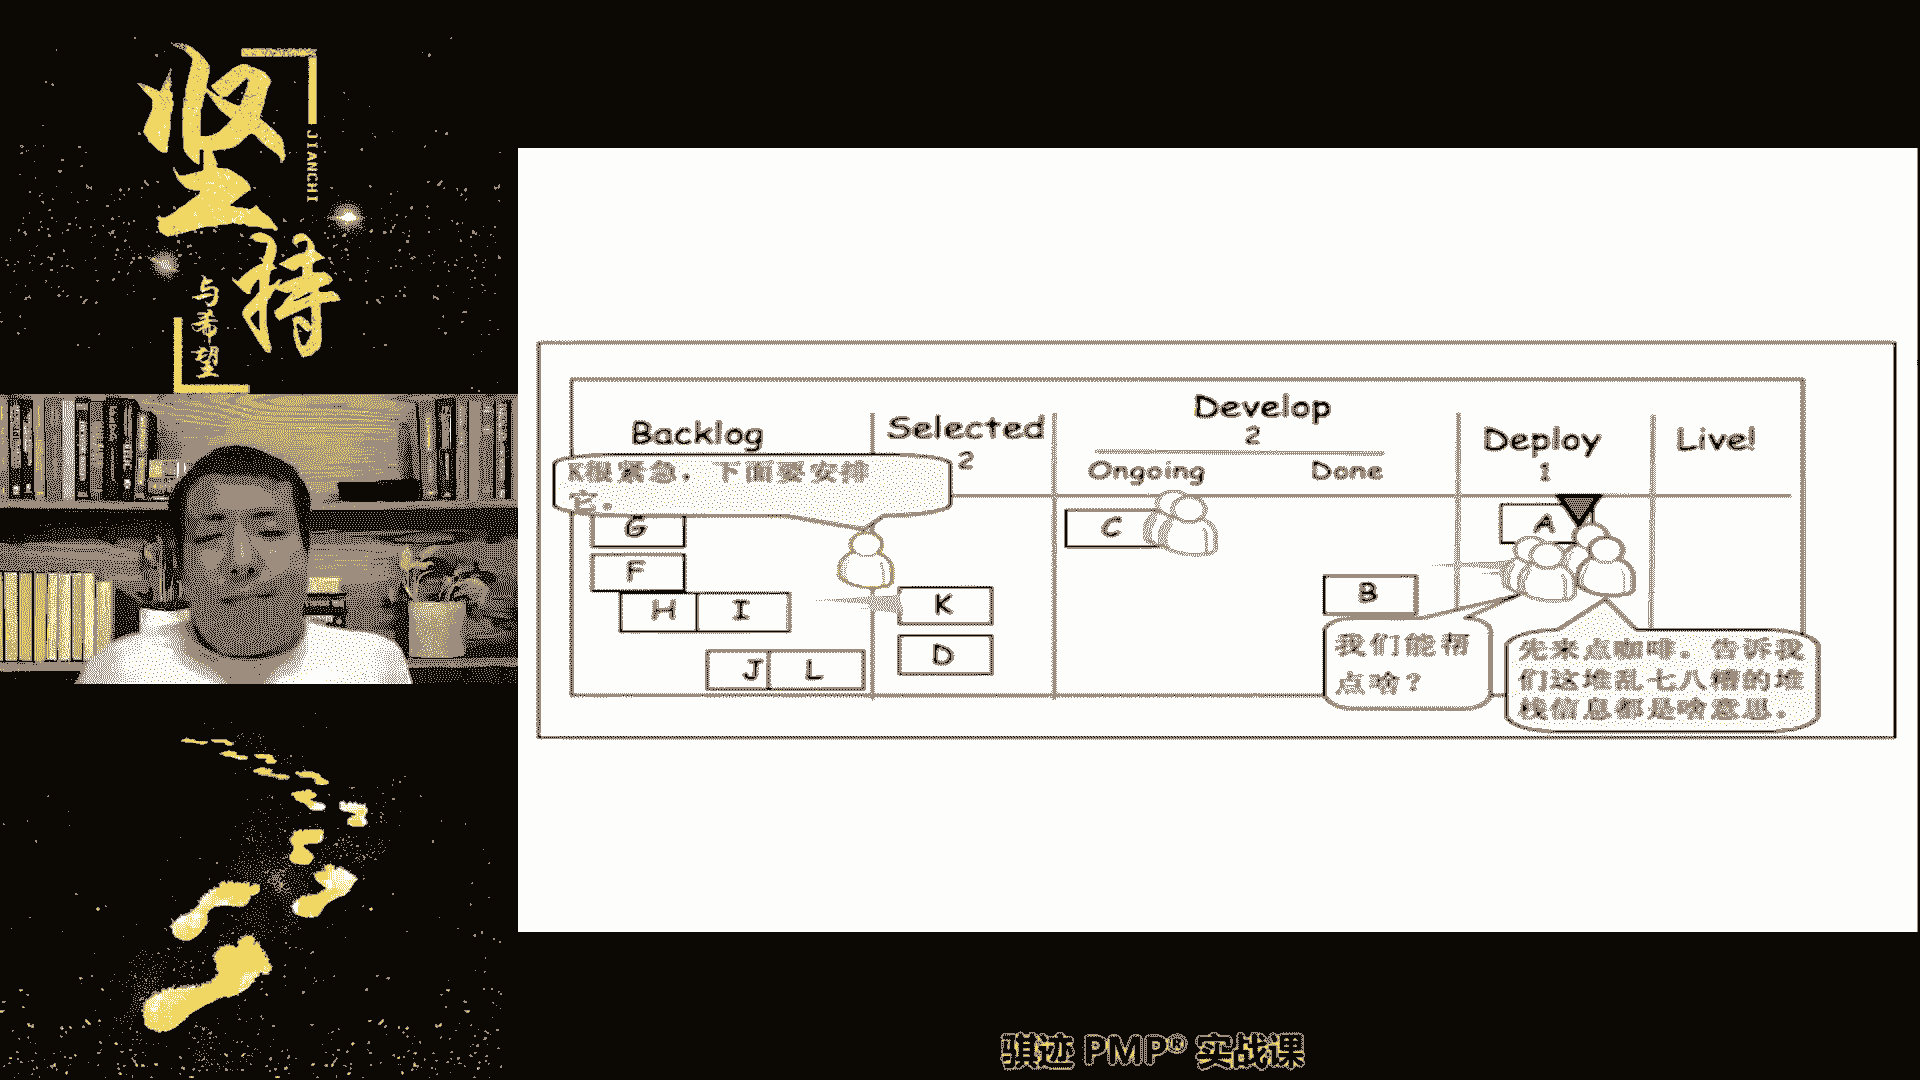 坚持
JIANCHI
与希望
Backlog
Selected
2
Develop
2
Ongoing
Done
Deploy
1
Live!
K很紧急，下面要安排
它。
G
F
H
I
J
L
K
D
C
B
A
我们能帮
点啥？
先来点咖啡。告诉我
们这堆乱七八糟的堆
栈信息都是啥意思。
骐迹 PMP® 实战课